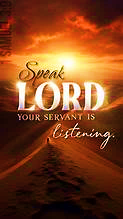 Speak
LORD
YOUR SERVANT IS
listening.